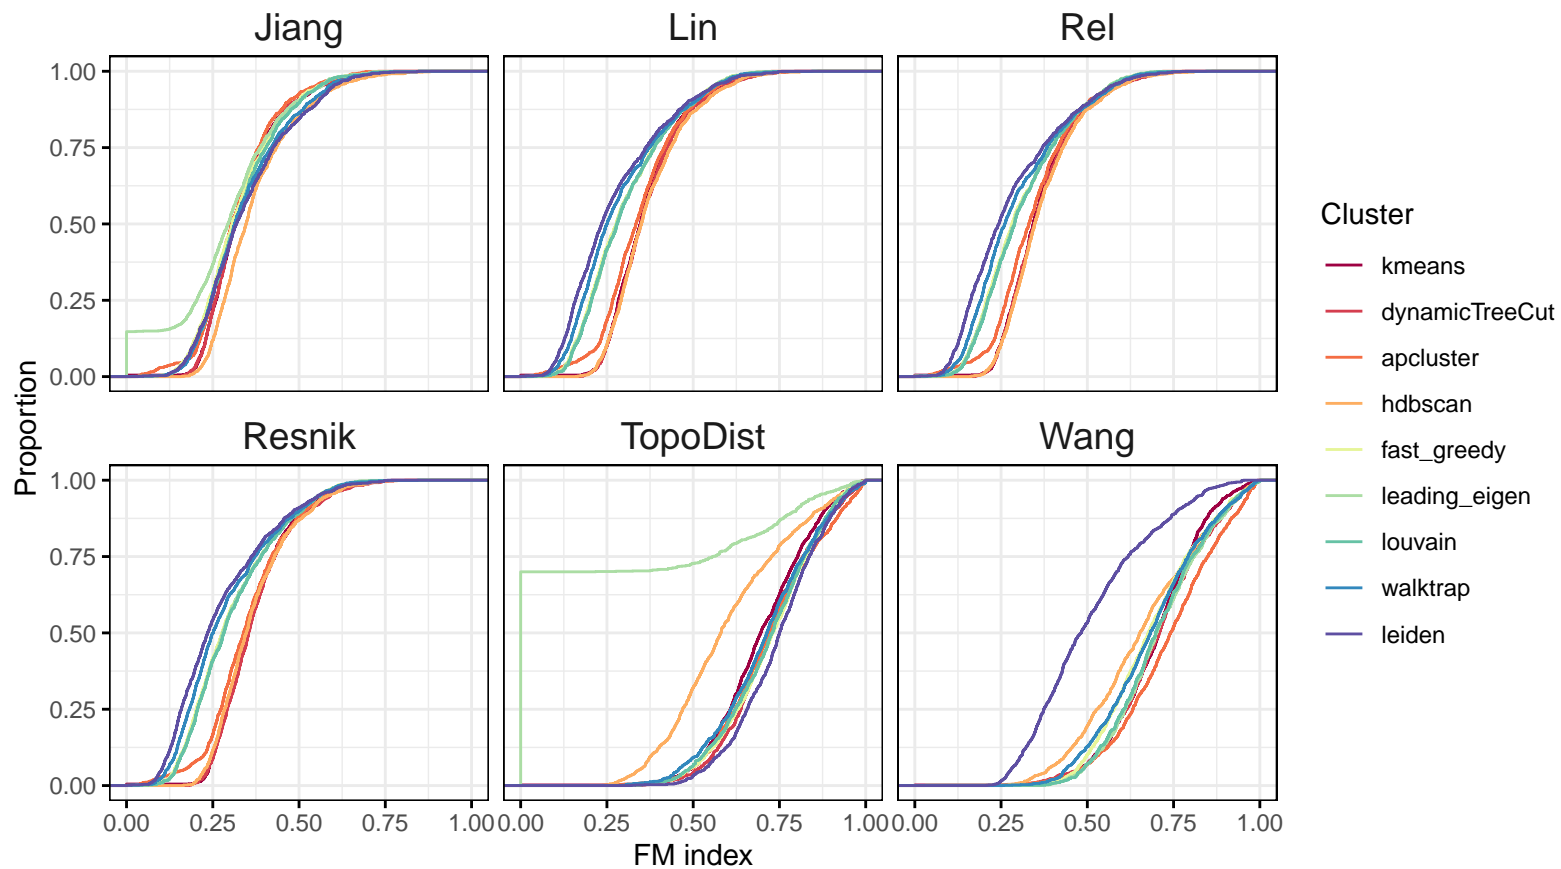 Jiang Lin Rel
1.00
0.75
0.50
0.25
0.00
Resnik TopoDist Wang
1.00
0.75
0.50
0.25
0.00
0.00 0.25 0.50 0.75 1.00 0.00 0.25 0.50 0.75 1.00 0.00 0.25 0.50 0.75 1.00
FM index
Proportion
Cluster
kmeans
dynamicTreeCut
apcluster
hdbscan
fast_greedy
leading_eigen
louvain
walktrap
leiden